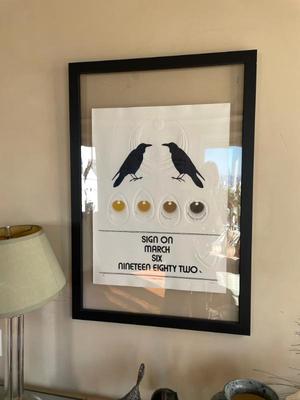 SIGN ON
MARCH
SIX
NINETEEN EIGHTY TWO.